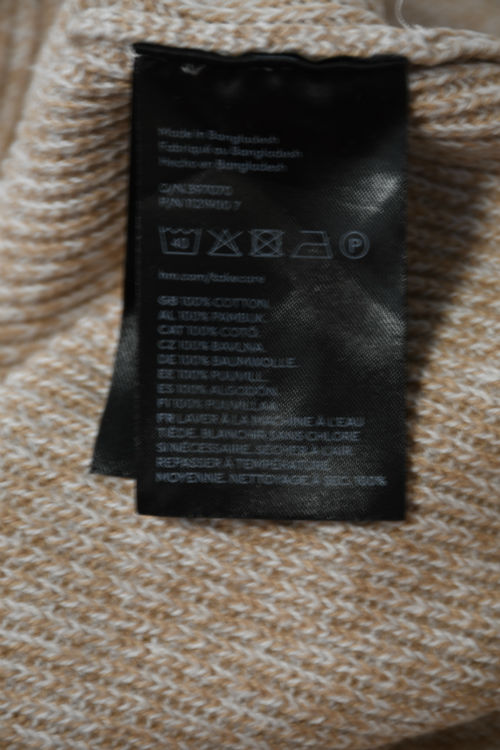 Made in Bangladesh
Fabriqué au Bangladesh
Hecho en Bangladesh
40
P
hm.com/takecare
GB 100% COTTON.
AL 100% PAMBUK.
CAT 100% COTÓ.
CZ 100% BAVLNA.
DE 100% BAUMWOLLE.
EE 100% PUUVILL.
ES 100% ALGODÓN.
FI 100% PUUVILLAA.
FR LAVER À LA MACHINE À L'EAU
TIÈDE. BLANCHIR SANS CHLORE
SI NÉCESSAIRE. SÉCHER À L'AIR.
REPASSER À TEMPÉRATURE
MOYENNE. NETTOYAGE À SEC. 100%